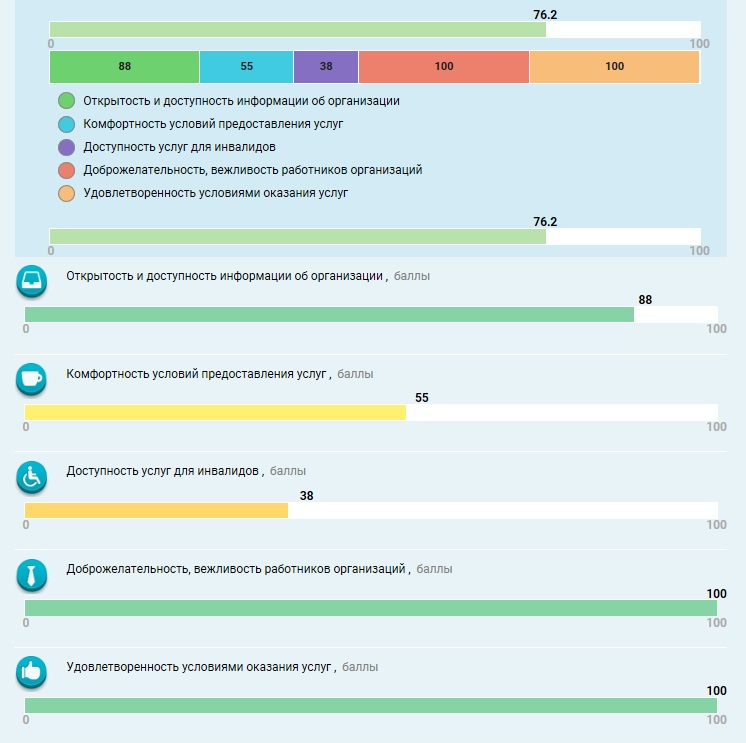 76.2
0 100
88 55 38 100 100
Открытость и доступность информации об организации
Комфортность условий предоставления услуг
Доступность услуг для инвалидов
Доброжелательность, вежливость работников организаций
Удовлетворенность условиями оказания услуг
76.2
0 100
Открытость и доступность информации об организации , баллы
88
0 100
Комфортность условий предоставления услуг , баллы
55
0 100
Доступность услуг для инвалидов , баллы
38
0 100
Доброжелательность, вежливость работников организаций , баллы
100
0 100
Удовлетворенность условиями оказания услуг , баллы
100
0 100